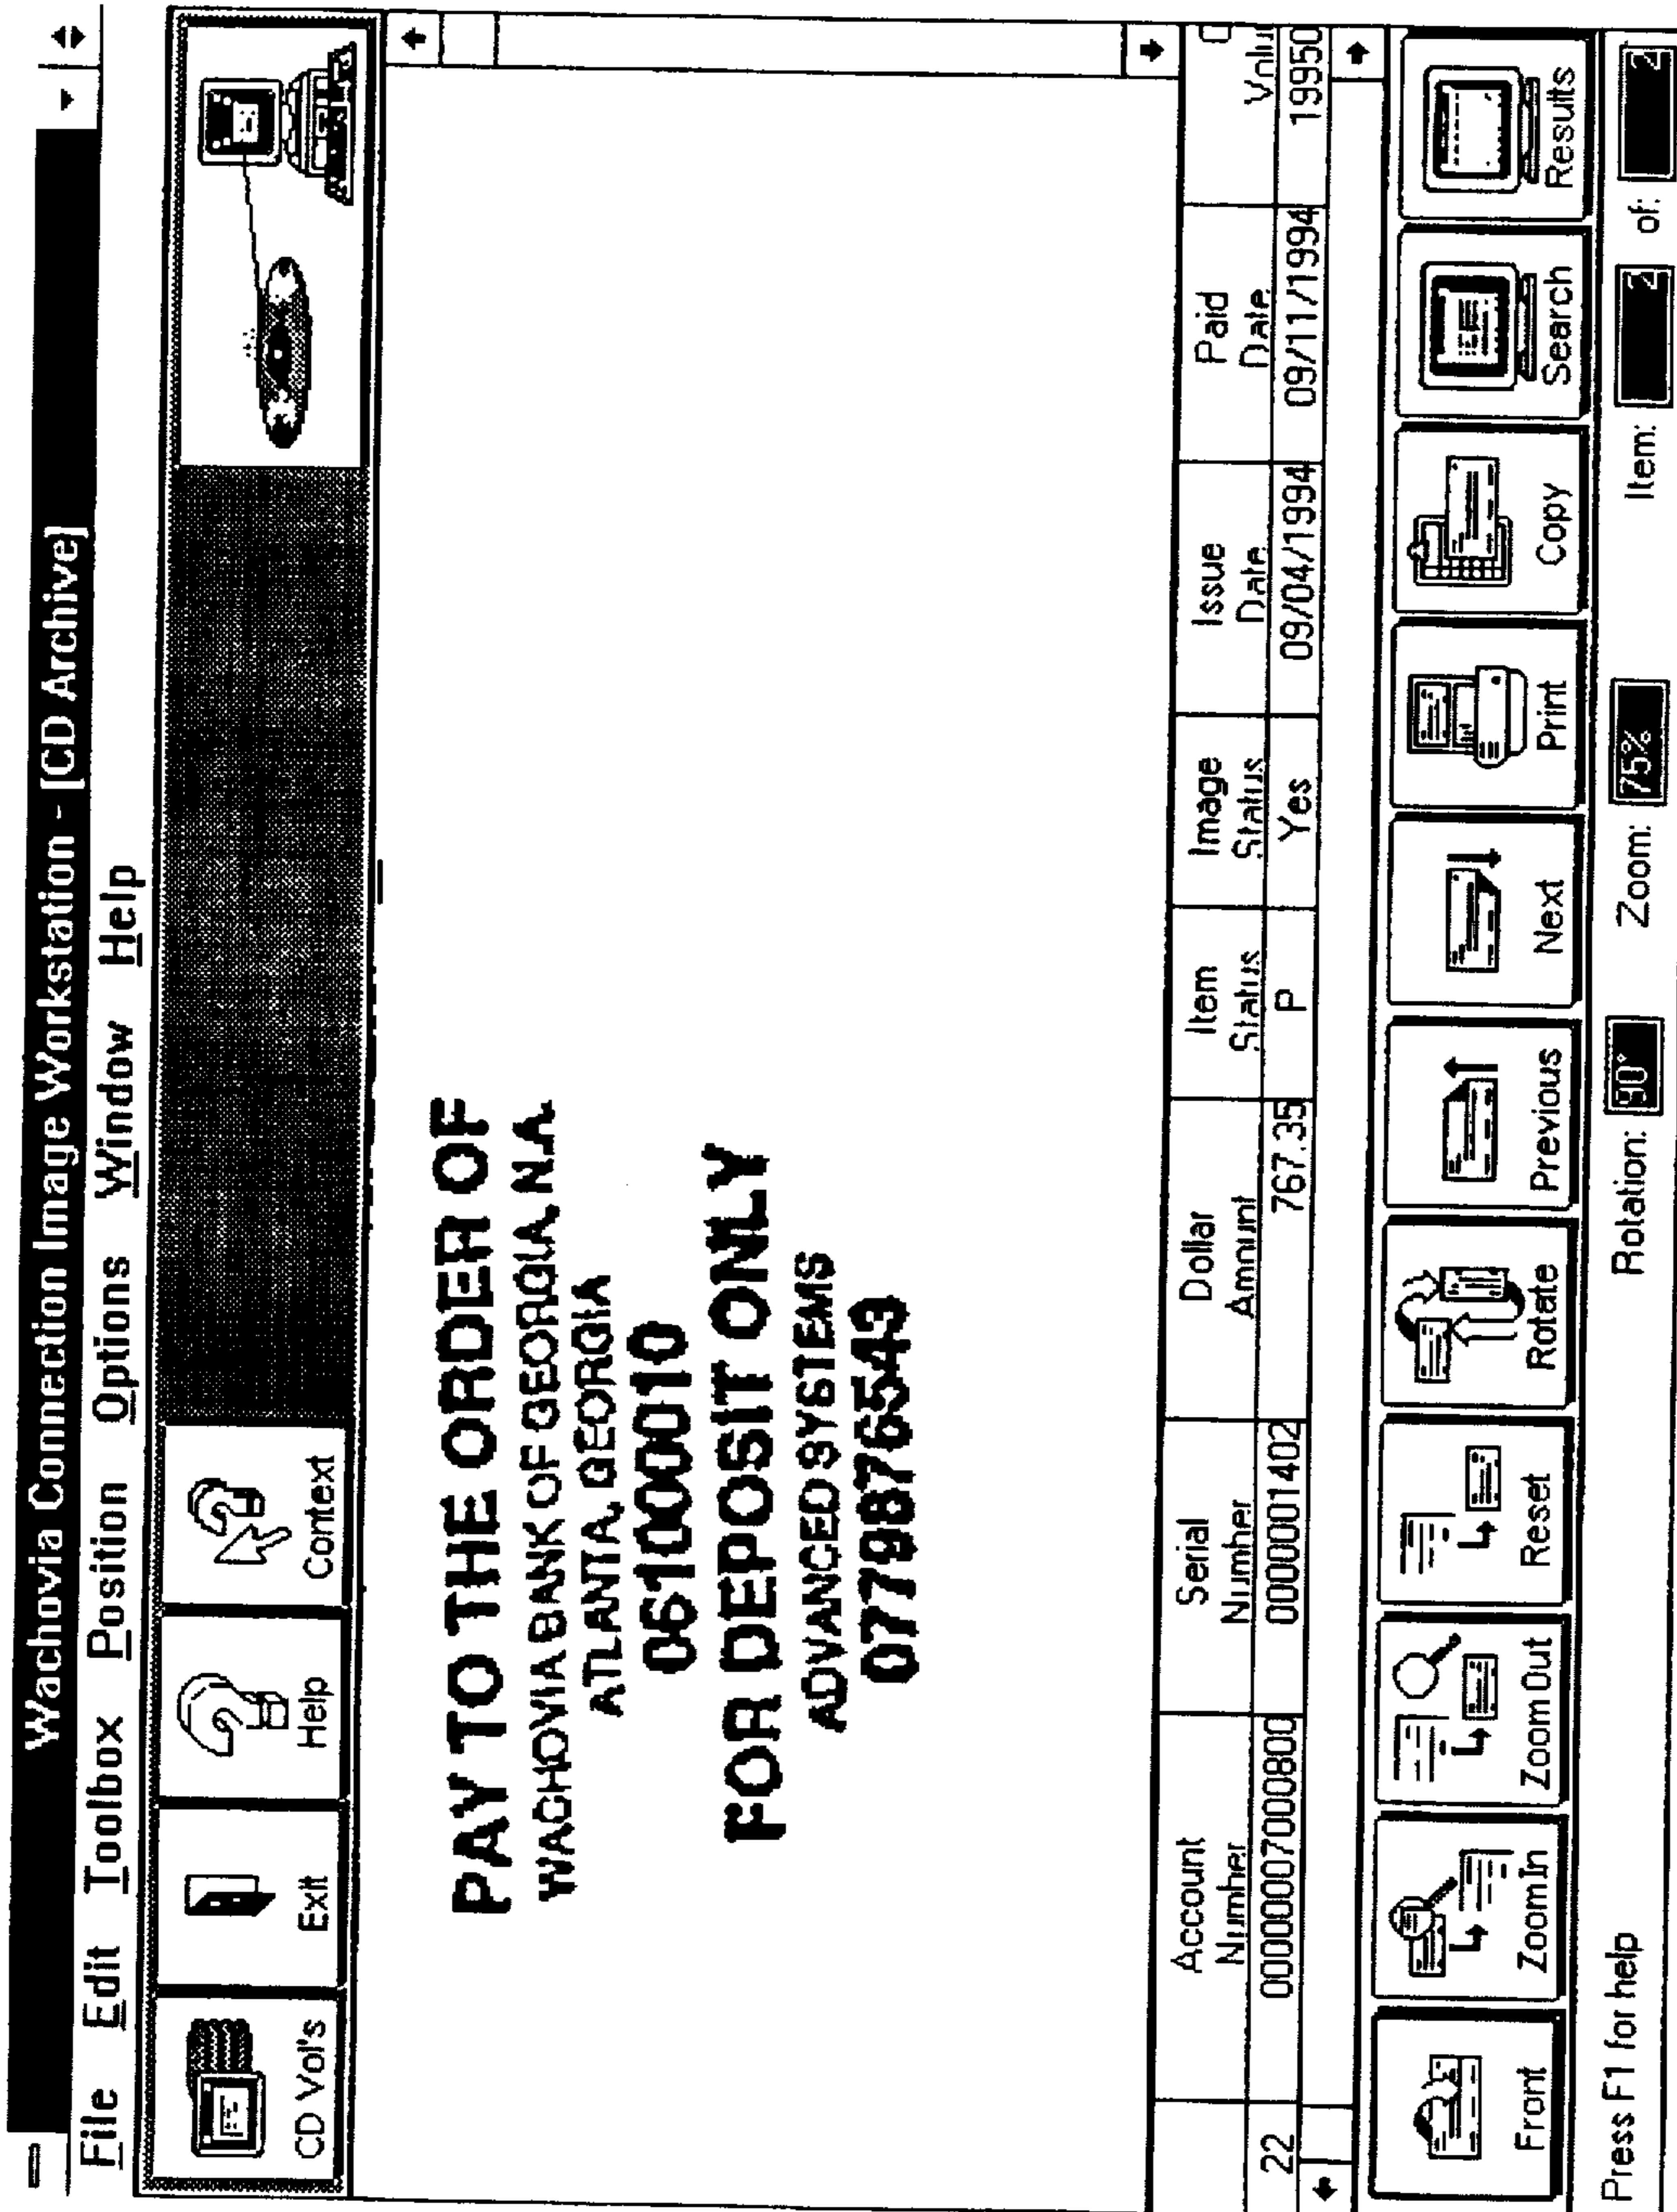 Wachovia Connection Image Workstation - [CD Archive]
File Edit Toolbox Position Options Window Help
CD Vol's Exit Help Context
PAY TO THE ORDER OF
WACHOVIA BANK OF GEORGIA, N.A.
ATLANTA, GEORGIA
061000010
FOR DEPOSIT ONLY
ADVANCED SYSTEMS
0779876543
Account Serial Dollar Item Image Issue Paid
Number Number Amount Status Status Date Date Volu
22 000000070000800 0000001402 767.35 P Yes 09/04/1994 09/11/1994 19950
Front Zoom In Zoom Out Reset Rotate Previous Next Print Copy Search Results
Press F1 for help Rotation: 90° Zoom: 75% Item: 2 of: 2